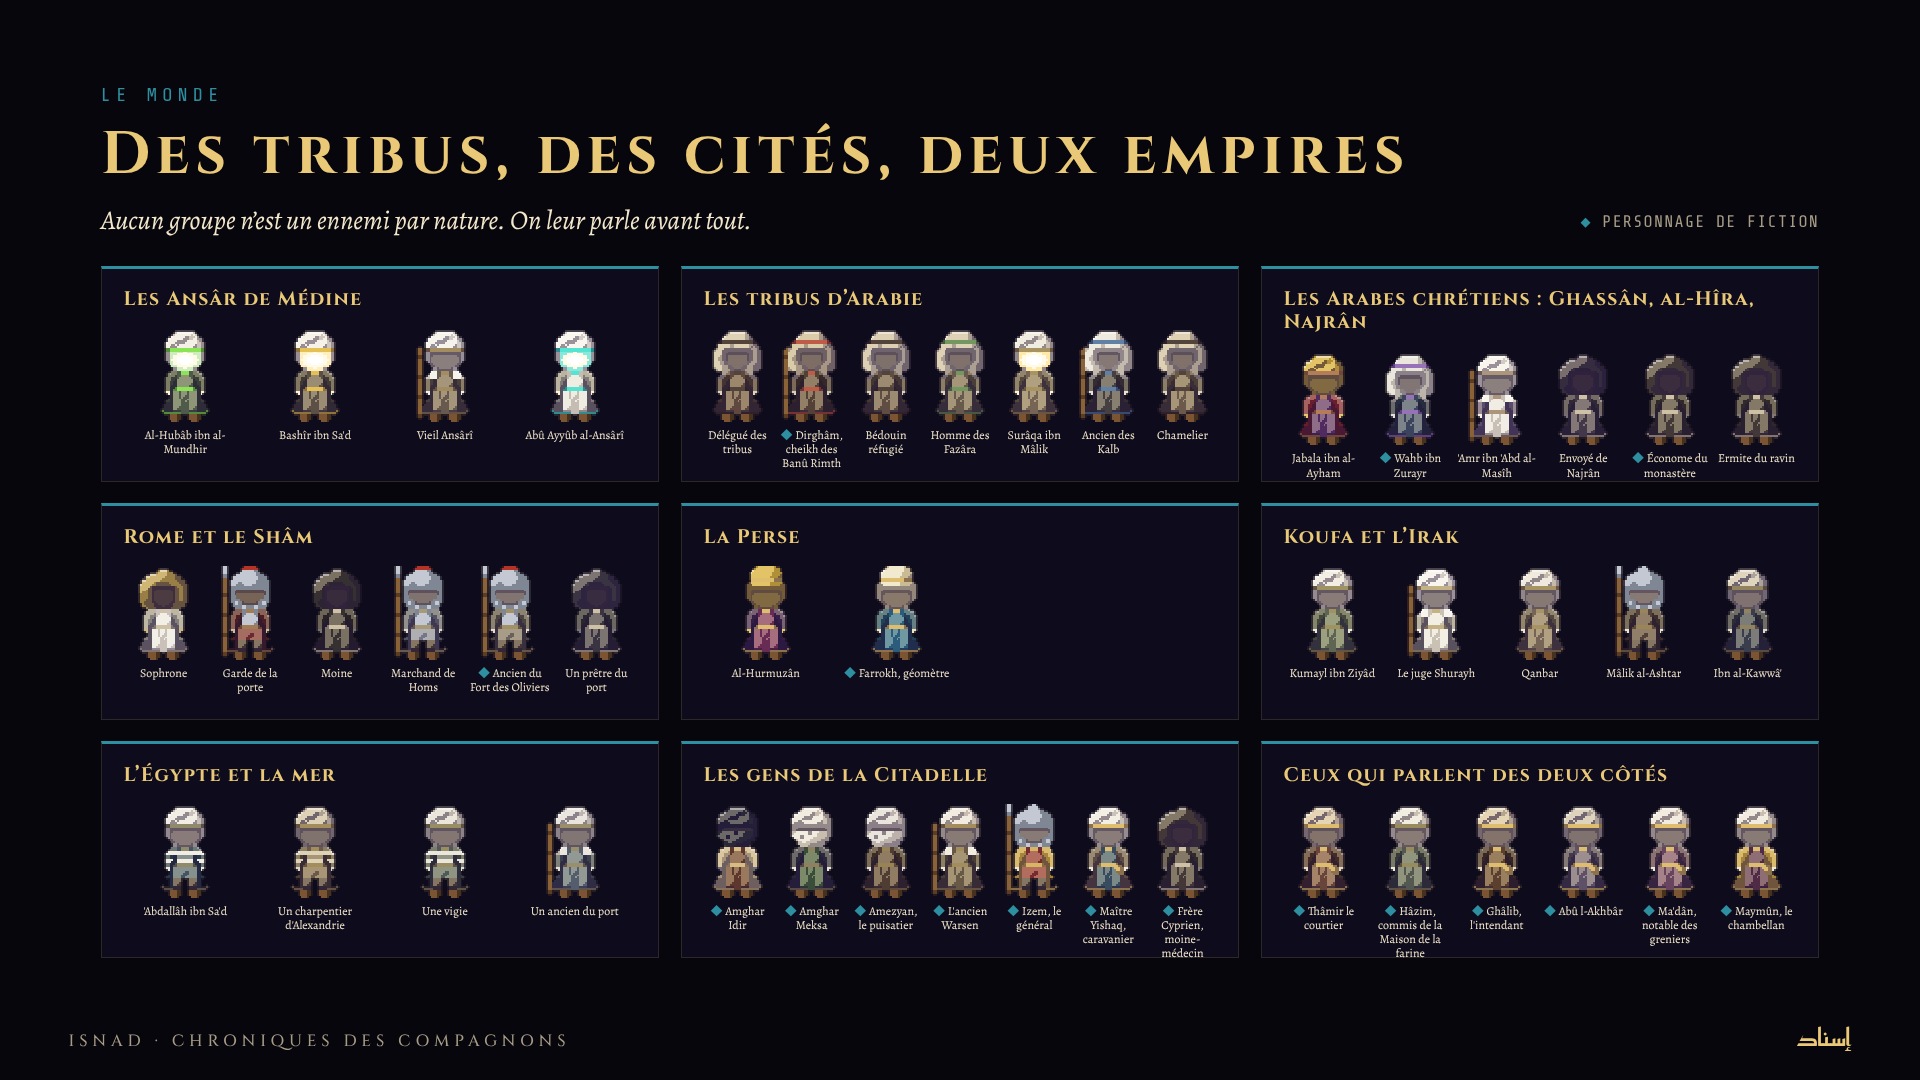 LE MONDE
Des tribus, des cités, deux empires
Aucun groupe n’est un ennemi par nature. On leur parle avant tout.
◆ PERSONNAGE DE FICTION
Les Ansâr de Médine
Al-Hubâb ibn al-
Mundhir
Bashîr ibn Sa'd
Vieil Ansârî
Abû Ayyûb al-Ansârî
Les tribus d’Arabie
Délégué des
tribus
◆ Dirghâm,
cheikh des
Banû Rimth
Bédouin
réfugié
Homme des
Fazâra
Surâqa ibn
Mâlik
Ancien des
Kalb
Chamelier
Les Arabes chrétiens : Ghassân, al-Hîra,
Najrân
Jabala ibn al-
Ayham
◆ Wahb ibn
Zurayr
'Amr ibn 'Abd al-
Masîh
Envoyé de
Najrân
◆ Économe du
monastère
Ermite du ravin
Rome et le Shâm
Sophrone
Garde de la
porte
Moine
Marchand de
Homs
◆ Ancien du
Fort des Oliviers
Un prêtre du
port
La Perse
Al-Hurmuzân
◆ Farrokh, géomètre
Koufa et l’Irak
Kumayl ibn Ziyâd
Le juge Shurayh
Qanbar
Mâlik al-Ashtar
Ibn al-Kawwâ'
L’Égypte et la mer
'Abdallâh ibn Sa'd
Un charpentier
d'Alexandrie
Une vigie
Un ancien du port
Les gens de la Citadelle
◆ Amghar
Idir
◆ Amghar
Meksa
◆ Amezyan,
le puisatier
◆ L'ancien
Warsen
◆ Izem, le
général
◆ Maître
Yishaq,
caravanier
◆ Frère
Cyprien,
moine-
médecin
Ceux qui parlent des deux côtés
◆ Thâmir le
courtier
◆ Hâzim,
commis de la
Maison de la
farine
◆ Ghâlib,
l'intendant
◆ Abû l-Akhbâr
◆ Ma'dân,
notable des
greniers
◆ Maymûn, le
chambellan
ISNAD · CHRONIQUES DES COMPAGNONS
إسناد